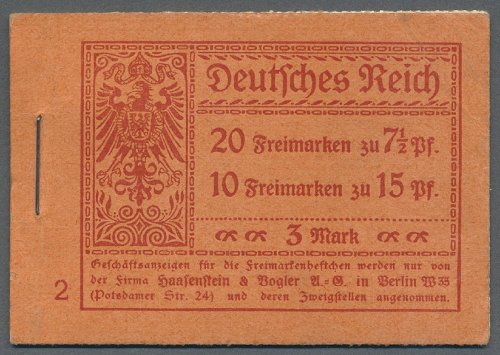 Deutsches Reich
20 Freimarken zu 7½ Pf.
10 Freimarken zu 15 Pf.
3 Mark
Geschäftsanzeigen für die Freimarkenheftchen werden nur von
der Firma Haasenstein & Vogler A.=G. in Berlin W 35
(Potsdamer Str. 24) und deren Zweigstellen angenommen.
2